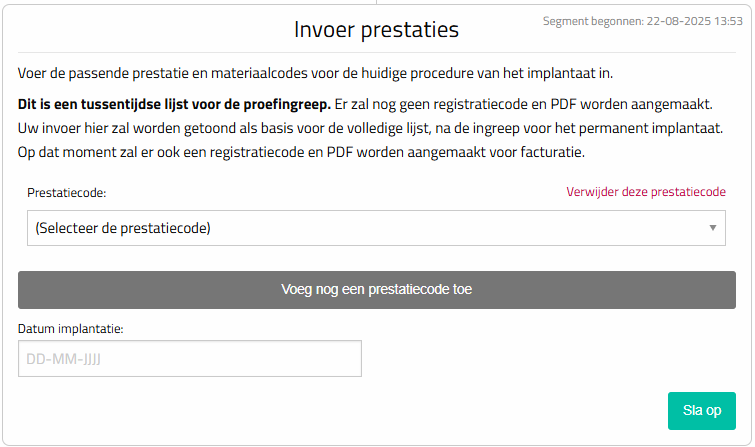 Invoer prestaties
Segment begonnen: 22-08-2025 13:53
Voer de passende prestatie en materiaalcodes voor de huidige procedure van het implantaat in.
Dit is een tussentijdse lijst voor de proefingreep. Er zal nog geen registratiecode en PDF worden aangemaakt.
Uw invoer hier zal worden getoond als basis voor de volledige lijst, na de ingreep voor het permanent implantaat.
Op dat moment zal er ook een registratiecode en PDF worden aangemaakt voor facturatie.
Prestatiecode:
Verwijder deze prestatiecode
(Selecteer de prestatiecode)
Voeg nog een prestatiecode toe
Datum implantatie:
DD-MM-JJJJ
Sla op